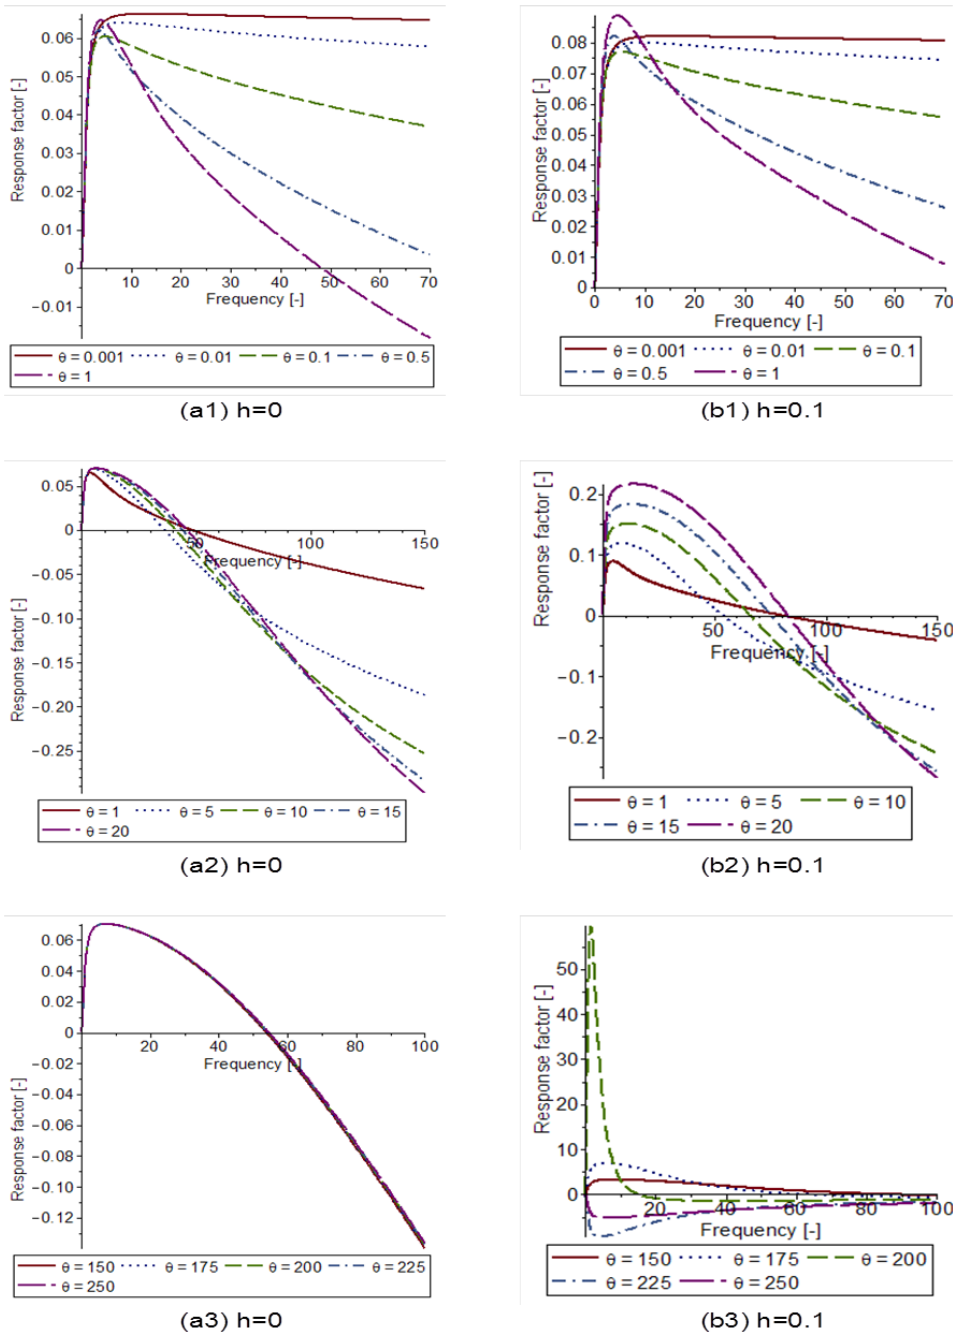 0.06
0.05
0.04
0.03
0.02
0.01
0
−0.01
Response factor [-]
10 20 30 40 50 60 70
Frequency [-]
θ = 0.001 θ = 0.01 θ = 0.1 θ = 0.5
θ = 1
(a1) h=0
0.08
0.07
0.06
0.05
0.04
0.03
0.02
0.01
0
Response factor [-]
0 10 20 30 40 50 60 70
Frequency [-]
θ = 0.001 θ = 0.01 θ = 0.1
θ = 0.5 θ = 1
(b1) h=0.1
0.05
0
−0.05
−0.10
−0.15
−0.20
−0.25
Response factor [-]
50 100 150
Frequency [-]
θ = 1 θ = 5 θ = 10 θ = 15
θ = 20
(a2) h=0
0.2
0.1
0
−0.1
−0.2
Response factor [-]
50 100 150
Frequency [-]
θ = 1 θ = 5 θ = 10
θ = 15 θ = 20
(b2) h=0.1
0.06
0.04
0.02
0
−0.02
−0.04
−0.06
−0.08
−0.10
−0.12
Response factor [-]
20 40 60 80 100
Frequency [-]
θ = 150 θ = 175 θ = 200 θ = 225
θ = 250
(a3) h=0
50
40
30
20
10
0
Response factor [-]
20 40 60 80 100
Frequency [-]
θ = 150 θ = 175 θ = 200
θ = 225 θ = 250
(b3) h=0.1